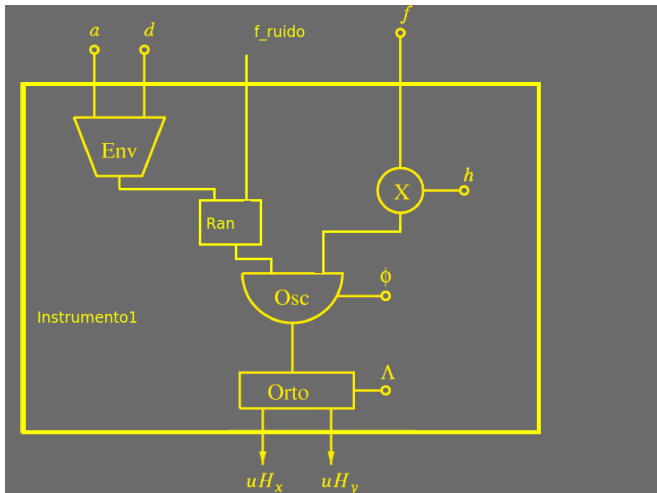 a d f_ruido f
Env
X h
Ran
ϕ
Osc
Instrumento1
Λ
Orto
uHx uHy